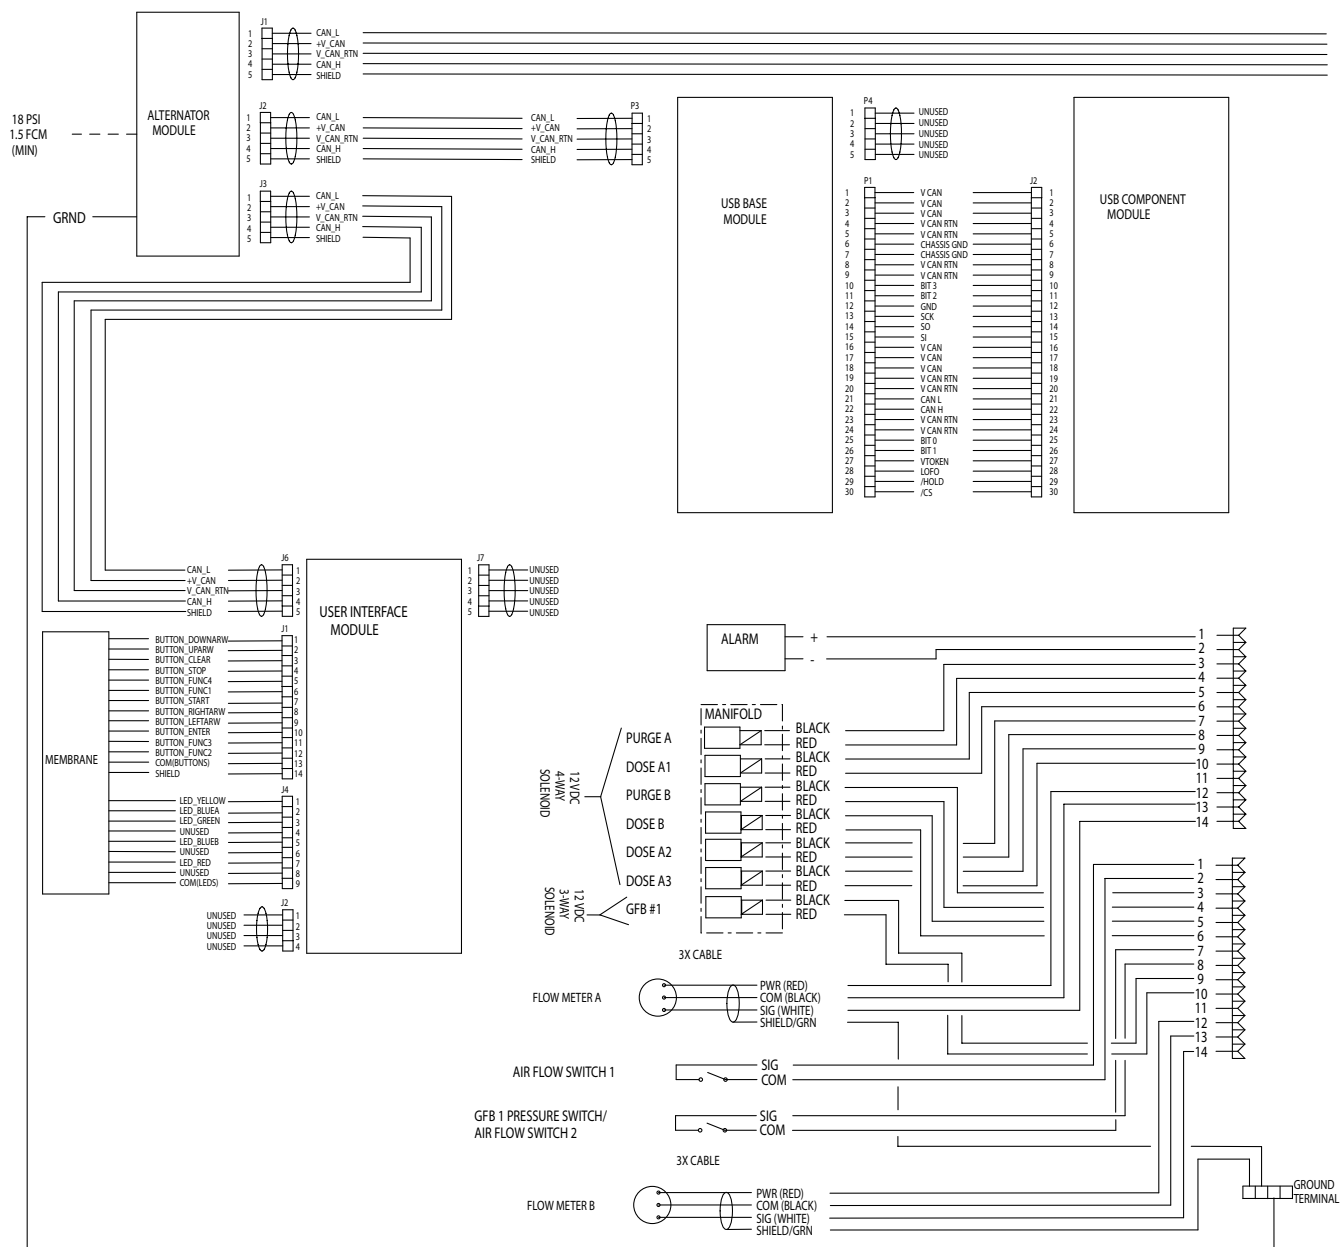 J1
1 CAN_L
2 +V_CAN
3 V_CAN_RTN
4 CAN_H
5 SHIELD
18 PSI
1.5 FCM
(MIN)
ALTERNATOR
MODULE
J2
1 CAN_L
2 +V_CAN
3 V_CAN_RTN
4 CAN_H
5 SHIELD
P3
CAN_L 1
+V_CAN 2
V_CAN_RTN 3
CAN_H 4
SHIELD 5
J3
1 CAN_L
2 +V_CAN
3 V_CAN_RTN
4 CAN_H
5 SHIELD
GRND
USB BASE
MODULE
P4
1 UNUSED
2 UNUSED
3 UNUSED
4 UNUSED
5 UNUSED
P1 J2
1 V CAN 1
2 V CAN 2
3 V CAN 3
4 V CAN RTN 4
5 V CAN RTN 5
6 CHASSIS GND 6
7 CHASSIS GND 7
8 V CAN RTN 8
9 V CAN RTN 9
10 BIT 3 10
11 BIT 2 11
12 GND 12
13 SCK 13
14 SO 14
15 SI 15
16 V CAN 16
17 V CAN 17
18 V CAN 18
19 V CAN RTN 19
20 V CAN RTN 20
21 CAN L 21
22 CAN H 22
23 V CAN RTN 23
24 V CAN RTN 24
25 BIT 0 25
26 BIT 1 26
27 VTOKEN 27
28 LOFO 28
29 /HOLD 29
30 /CS 30
USB COMPONENT
MODULE
J6
CAN_L 1
+V_CAN 2
V_CAN_RTN 3
CAN_H 4
SHIELD 5
USER INTERFACE
MODULE
J7
1 UNUSED
2 UNUSED
3 UNUSED
4 UNUSED
5 UNUSED
MEMBRANE
J1
BUTTON_DOWNARW 1
BUTTON_UPARW 2
BUTTON_CLEAR 3
BUTTON_STOP 4
BUTTON_FUNC4 5
BUTTON_FUNC1 6
BUTTON_START 7
BUTTON_RIGHTARW 8
BUTTON_LEFTARW 9
BUTTON_ENTER 10
BUTTON_FUNC3 11
BUTTON_FUNC2 12
COM(BUTTONS) 13
SHIELD 14
J4
LED_YELLOW 1
LED_BLUEA 2
LED_GREEN 3
UNUSED 4
LED_BLUEB 5
UNUSED 6
LED_RED 7
UNUSED 8
COM(LEDS) 9
J2
UNUSED 1
UNUSED 2
UNUSED 3
UNUSED 4
ALARM + -
MANIFOLD
12 VDC
4-WAY
SOLENOID
PURGE A BLACK
RED
DOSE A1 BLACK
RED
PURGE B BLACK
RED
DOSE B BLACK
RED
DOSE A2 BLACK
RED
DOSE A3 BLACK
RED
12 VDC
3-WAY
SOLENOID
GFB #1 BLACK
RED
1
2
3
4
5
6
7
8
9
10
11
12
13
14
1
2
3
4
5
6
7
8
9
10
11
12
13
14
3X CABLE
FLOW METER A
PWR (RED)
COM (BLACK)
SIG (WHITE)
SHIELD/GRN
AIR FLOW SWITCH 1
SIG
COM
GFB 1 PRESSURE SWITCH/
AIR FLOW SWITCH 2
SIG
COM
3X CABLE
FLOW METER B
PWR (RED)
COM (BLACK)
SIG (WHITE)
SHIELD/GRN
GROUND
TERMINAL